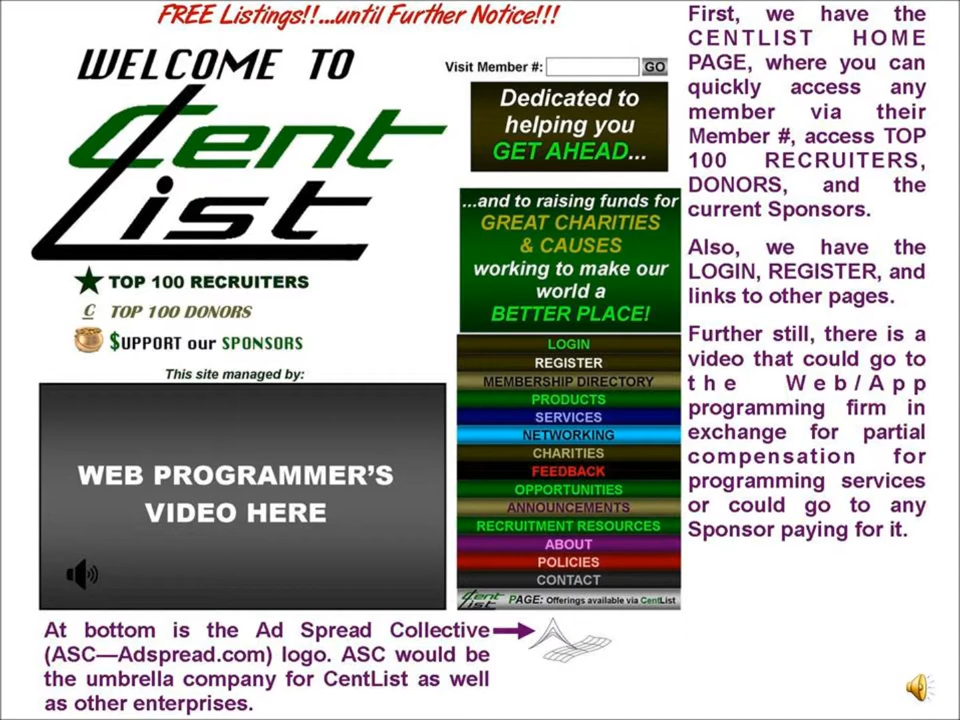 FREE Listings!!...until Further Notice!!!
WELCOME TO
Cent
List
Visit Member #:
GO
Dedicated to
helping you
GET AHEAD...
...and to raising funds for
GREAT CHARITIES
& CAUSES
working to make our
world a
BETTER PLACE!
TOP 100 RECRUITERS
C TOP 100 DONORS
$UPPORT our SPONSORS
This site managed by:
WEB PROGRAMMER'S
VIDEO HERE
LOGIN
REGISTER
MEMBERSHIP DIRECTORY
PRODUCTS
SERVICES
NETWORKING
CHARITIES
FEEDBACK
OPPORTUNITIES
ANNOUNCEMENTS
RECRUITMENT RESOURCES
ABOUT
POLICIES
CONTACT
Cent List PAGE: Offerings available via CentList
First, we have the
CENTLIST HOME
PAGE, where you can
quickly access any
member via their
Member #, access TOP
100 RECRUITERS,
DONORS, and the
current Sponsors.
Also, we have the
LOGIN, REGISTER, and
links to other pages.
Further still, there is a
video that could go to
the Web/App
programming firm in
exchange for partial
compensation for
programming services
or could go to any
Sponsor paying for it.
At bottom is the Ad Spread Collective
(ASC—Adspread.com) logo. ASC would be
the umbrella company for CentList as well
as other enterprises.